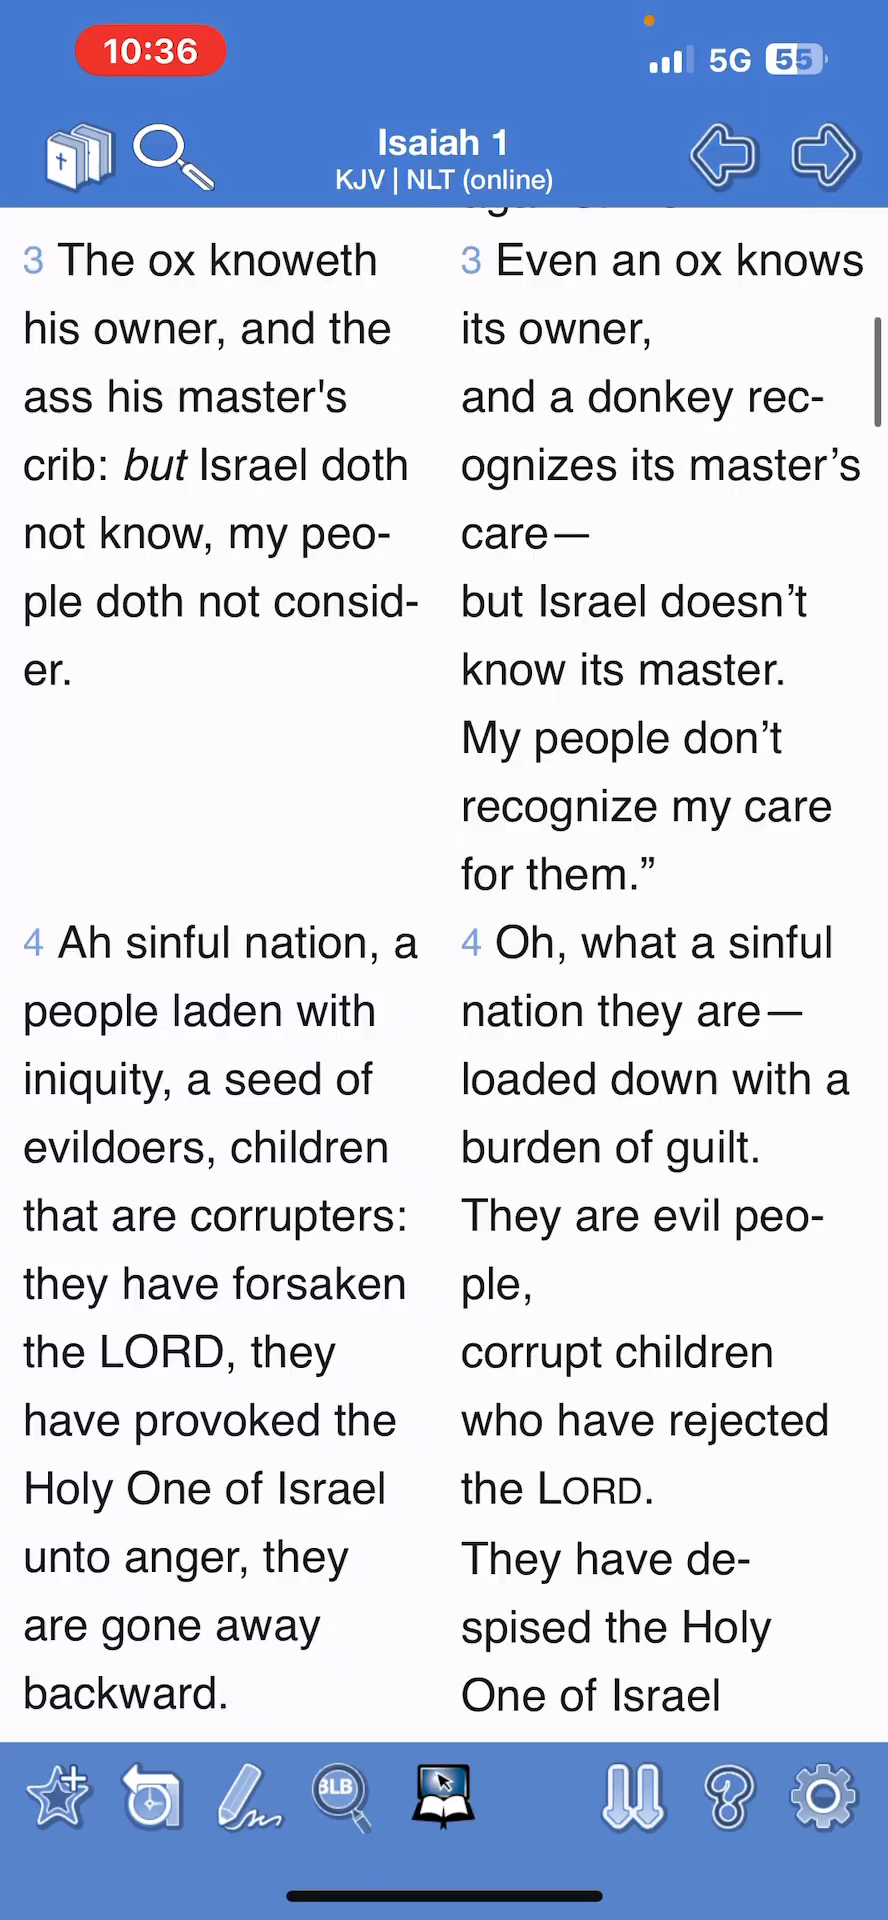 10:36
5G 55
Isaiah 1
KJV | NLT (online)
3 The ox knoweth
his owner, and the
ass his master's
crib: but Israel doth
not know, my peo-
ple doth not consid-
er.
4 Ah sinful nation, a
people laden with
iniquity, a seed of
evildoers, children
that are corrupters:
they have forsaken
the LORD, they
have provoked the
Holy One of Israel
unto anger, they
are gone away
backward.
3 Even an ox knows
its owner,
and a donkey rec-
ognizes its master’s
care—
but Israel doesn’t
know its master.
My people don’t
recognize my care
for them.”
4 Oh, what a sinful
nation they are—
loaded down with a
burden of guilt.
They are evil peo-
ple,
corrupt children
who have rejected
the LORD.
They have de-
spised the Holy
One of Israel
BLB